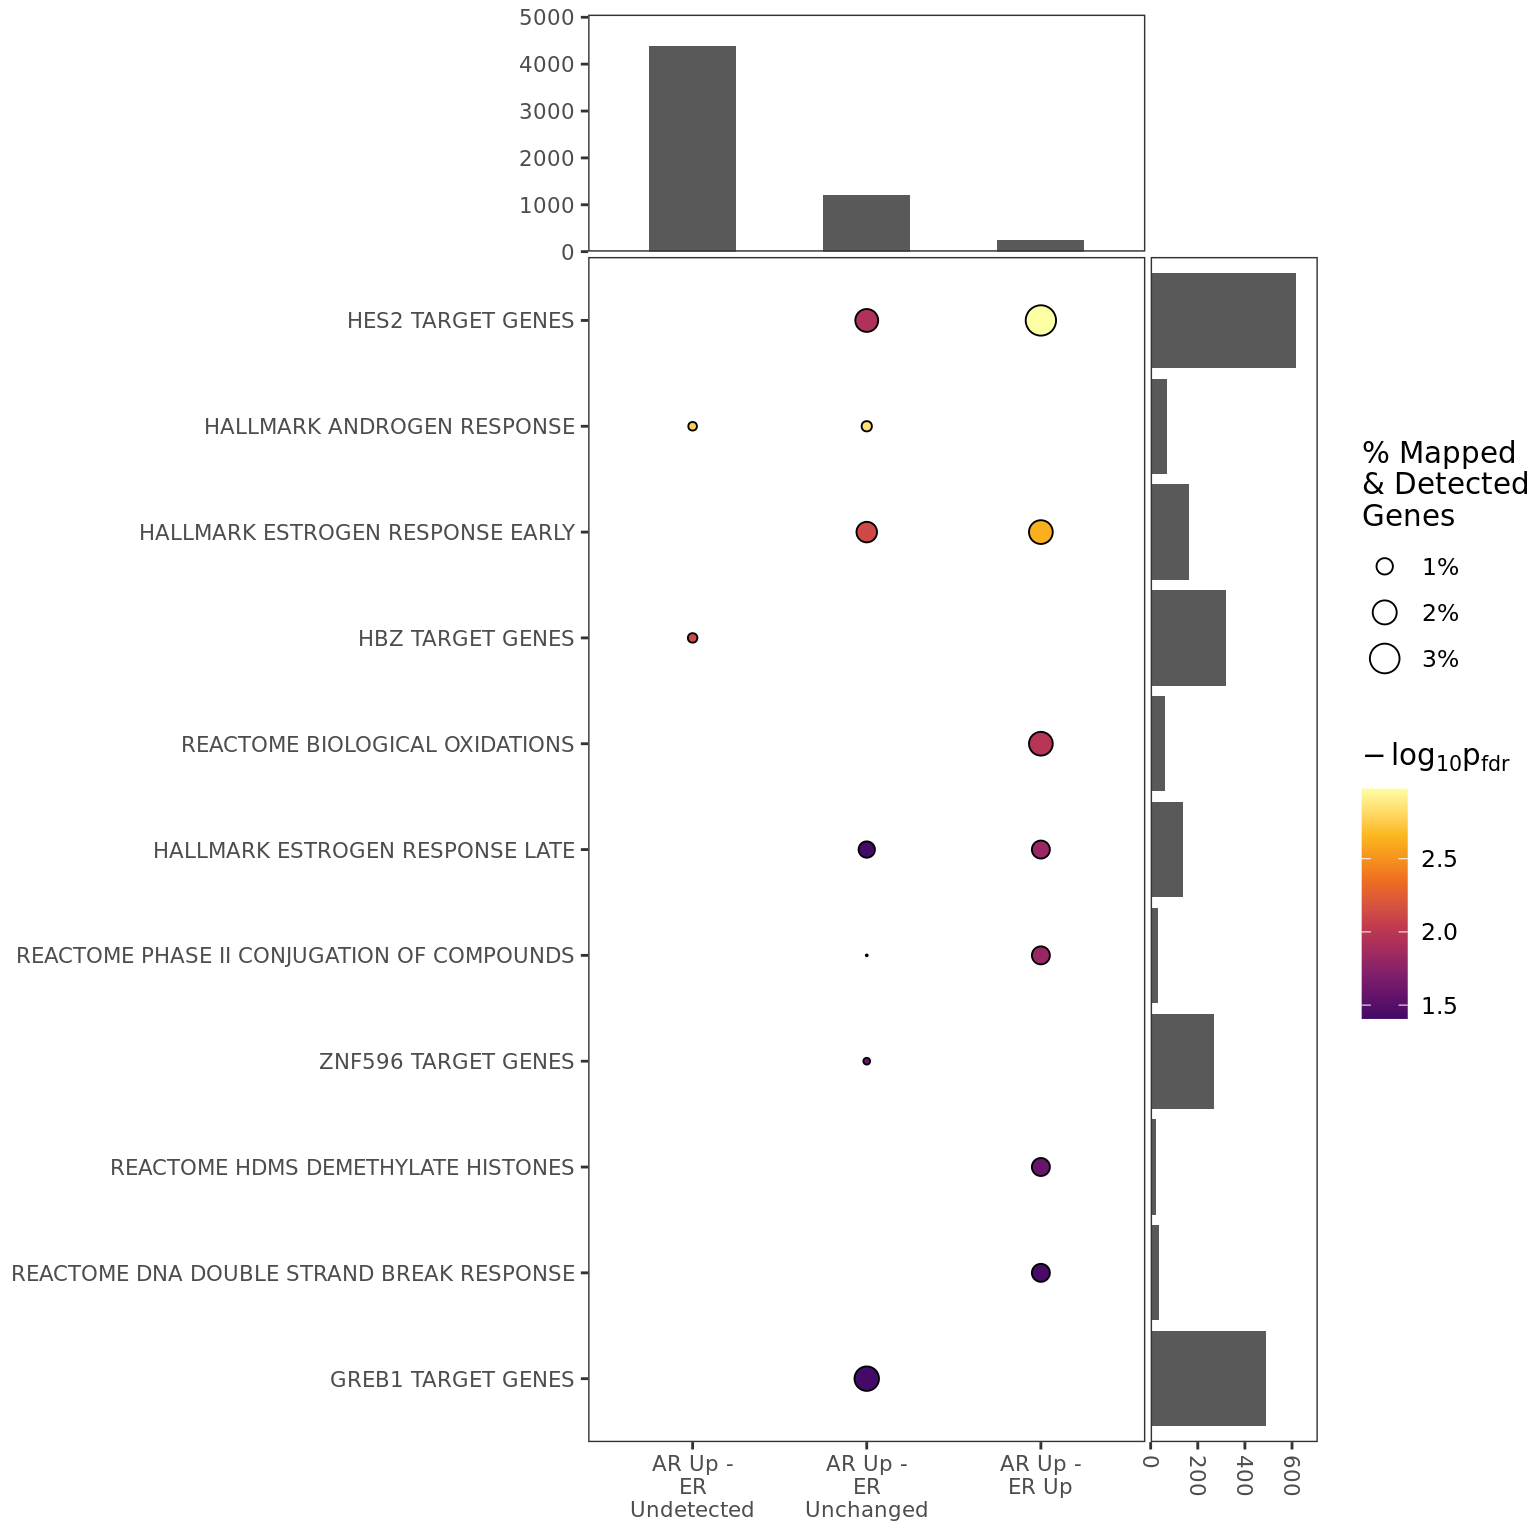 5000
4000
3000
2000
1000
0
HES2 TARGET GENES
HALLMARK ANDROGEN RESPONSE
HALLMARK ESTROGEN RESPONSE EARLY
HBZ TARGET GENES
REACTOME BIOLOGICAL OXIDATIONS
HALLMARK ESTROGEN RESPONSE LATE
REACTOME PHASE II CONJUGATION OF COMPOUNDS
ZNF596 TARGET GENES
REACTOME HDMS DEMETHYLATE HISTONES
REACTOME DNA DOUBLE STRAND BREAK RESPONSE
GREB1 TARGET GENES
AR Up -
ER
Undetected
AR Up -
ER
Unchanged
AR Up -
ER Up
0
200
400
600
% Mapped
& Detected
Genes
1%
2%
3%
− log₁₀p_fdr
2.5
2.0
1.5